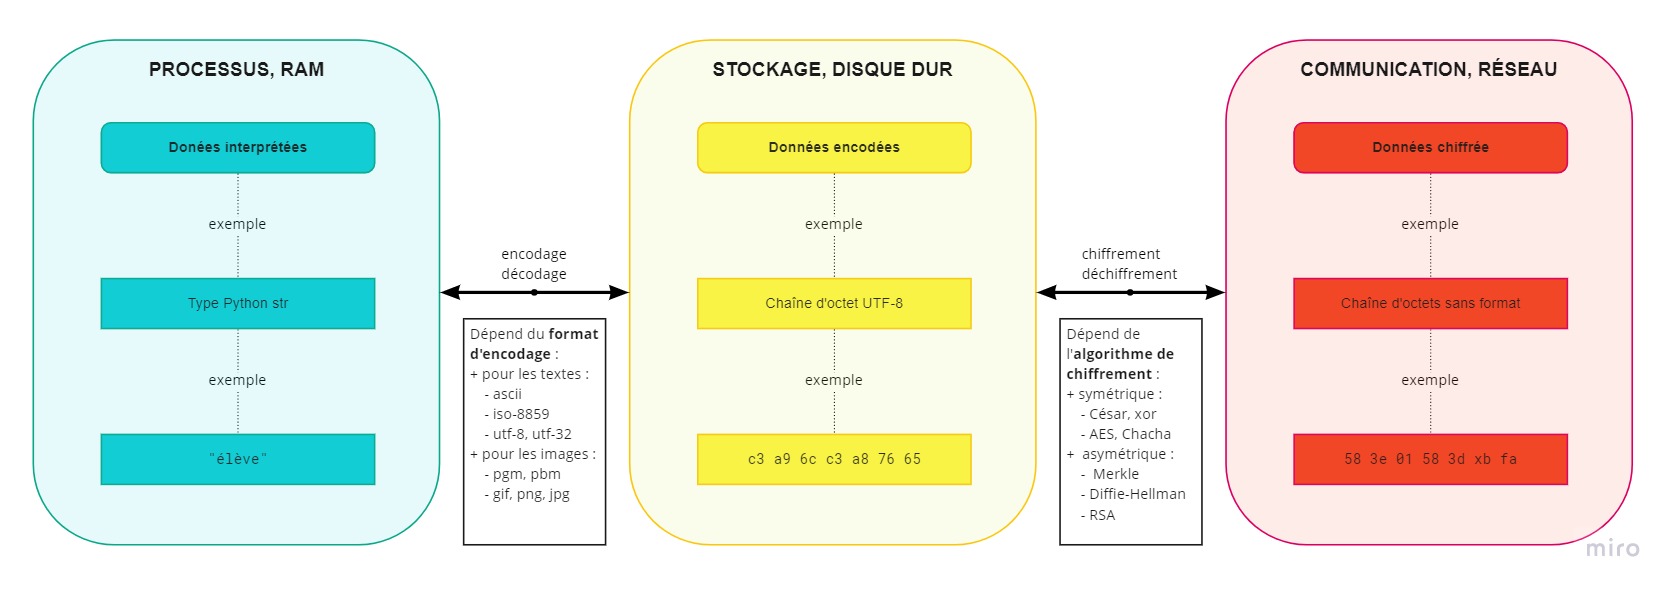 PROCESSUS, RAM
Donées interprétées
exemple
Type Python str
exemple
"élève"
encodage
décodage
Dépend du format
d'encodage :
+ pour les textes :
- ascii
- iso-8859
- utf-8, utf-32
+ pour les images :
- pgm, pbm
- gif, png, jpg
STOCKAGE, DISQUE DUR
Données encodées
exemple
Chaîne d'octet UTF-8
exemple
c3 a9 6c c3 a8 76 65
chiffrement
déchiffrement
Dépend de
l'algorithme de
chiffrement :
+ symétrique :
- César, xor
- AES, Chacha
+ asymétrique :
- Merkle
- Diffie-Hellman
- RSA
COMMUNICATION, RÉSEAU
Données chiffrée
exemple
Chaîne d'octets sans format
exemple
58 3e 01 58 3d xb fa
miro